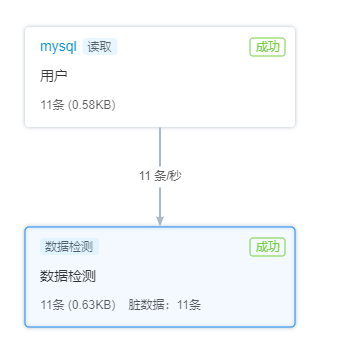 mysql 读取 成功
用户
11条 (0.58KB)
11 条/秒
数据检测 成功
数据检测
11条 (0.63KB) 脏数据：11条